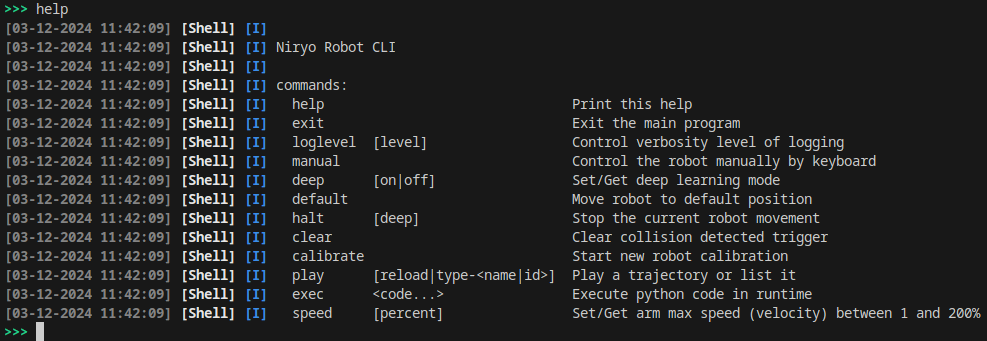 >>> help
[03-12-2024 11:42:09] [Shell] [I]
[03-12-2024 11:42:09] [Shell] [I] Niryo Robot CLI
[03-12-2024 11:42:09] [Shell] [I]
[03-12-2024 11:42:09] [Shell] [I] commands:
[03-12-2024 11:42:09] [Shell] [I]   help                               Print this help
[03-12-2024 11:42:09] [Shell] [I]   exit                               Exit the main program
[03-12-2024 11:42:09] [Shell] [I]   loglevel  [level]                  Control verbosity level of logging
[03-12-2024 11:42:09] [Shell] [I]   manual                             Control the robot manually by keyboard
[03-12-2024 11:42:09] [Shell] [I]   deep      [on|off]                 Set/Get deep learning mode
[03-12-2024 11:42:09] [Shell] [I]   default                            Move robot to default position
[03-12-2024 11:42:09] [Shell] [I]   halt      [deep]                   Stop the current robot movement
[03-12-2024 11:42:09] [Shell] [I]   clear                              Clear collision detected trigger
[03-12-2024 11:42:09] [Shell] [I]   calibrate                          Start new robot calibration
[03-12-2024 11:42:09] [Shell] [I]   play      [reload|type-<name|id>]  Play a trajectory or list it
[03-12-2024 11:42:09] [Shell] [I]   exec      <code...>                Execute python code in runtime
[03-12-2024 11:42:09] [Shell] [I]   speed     [percent]                Set/Get arm max speed (velocity) between 1 and 200%
>>>